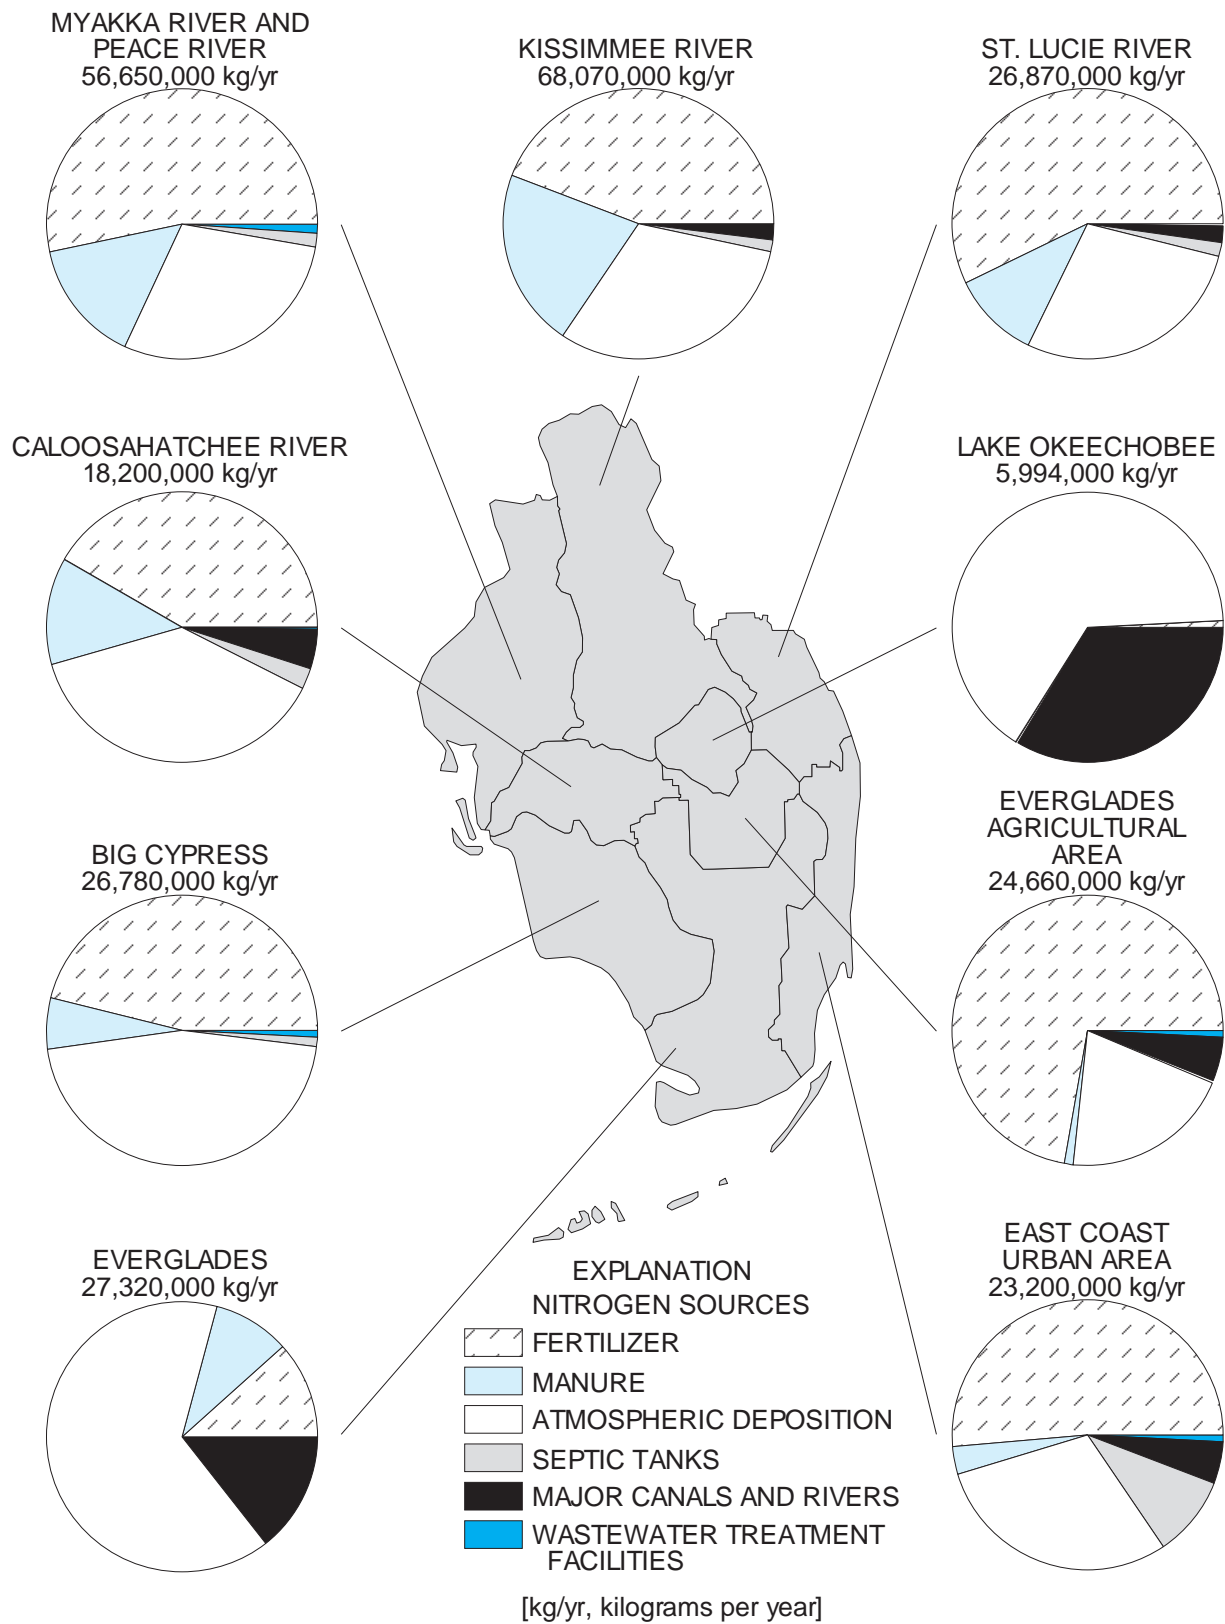 MYAKKA RIVER AND
PEACE RIVER
56,650,000 kg/yr
KISSIMMEE RIVER
68,070,000 kg/yr
ST. LUCIE RIVER
26,870,000 kg/yr
CALOOSAHATCHEE RIVER
18,200,000 kg/yr
LAKE OKEECHOBEE
5,994,000 kg/yr
BIG CYPRESS
26,780,000 kg/yr
EVERGLADES
AGRICULTURAL
AREA
24,660,000 kg/yr
EVERGLADES
27,320,000 kg/yr
EAST COAST
URBAN AREA
23,200,000 kg/yr
EXPLANATION
NITROGEN SOURCES
FERTILIZER
MANURE
ATMOSPHERIC DEPOSITION
SEPTIC TANKS
MAJOR CANALS AND RIVERS
WASTEWATER TREATMENT
FACILITIES
[kg/yr, kilograms per year]